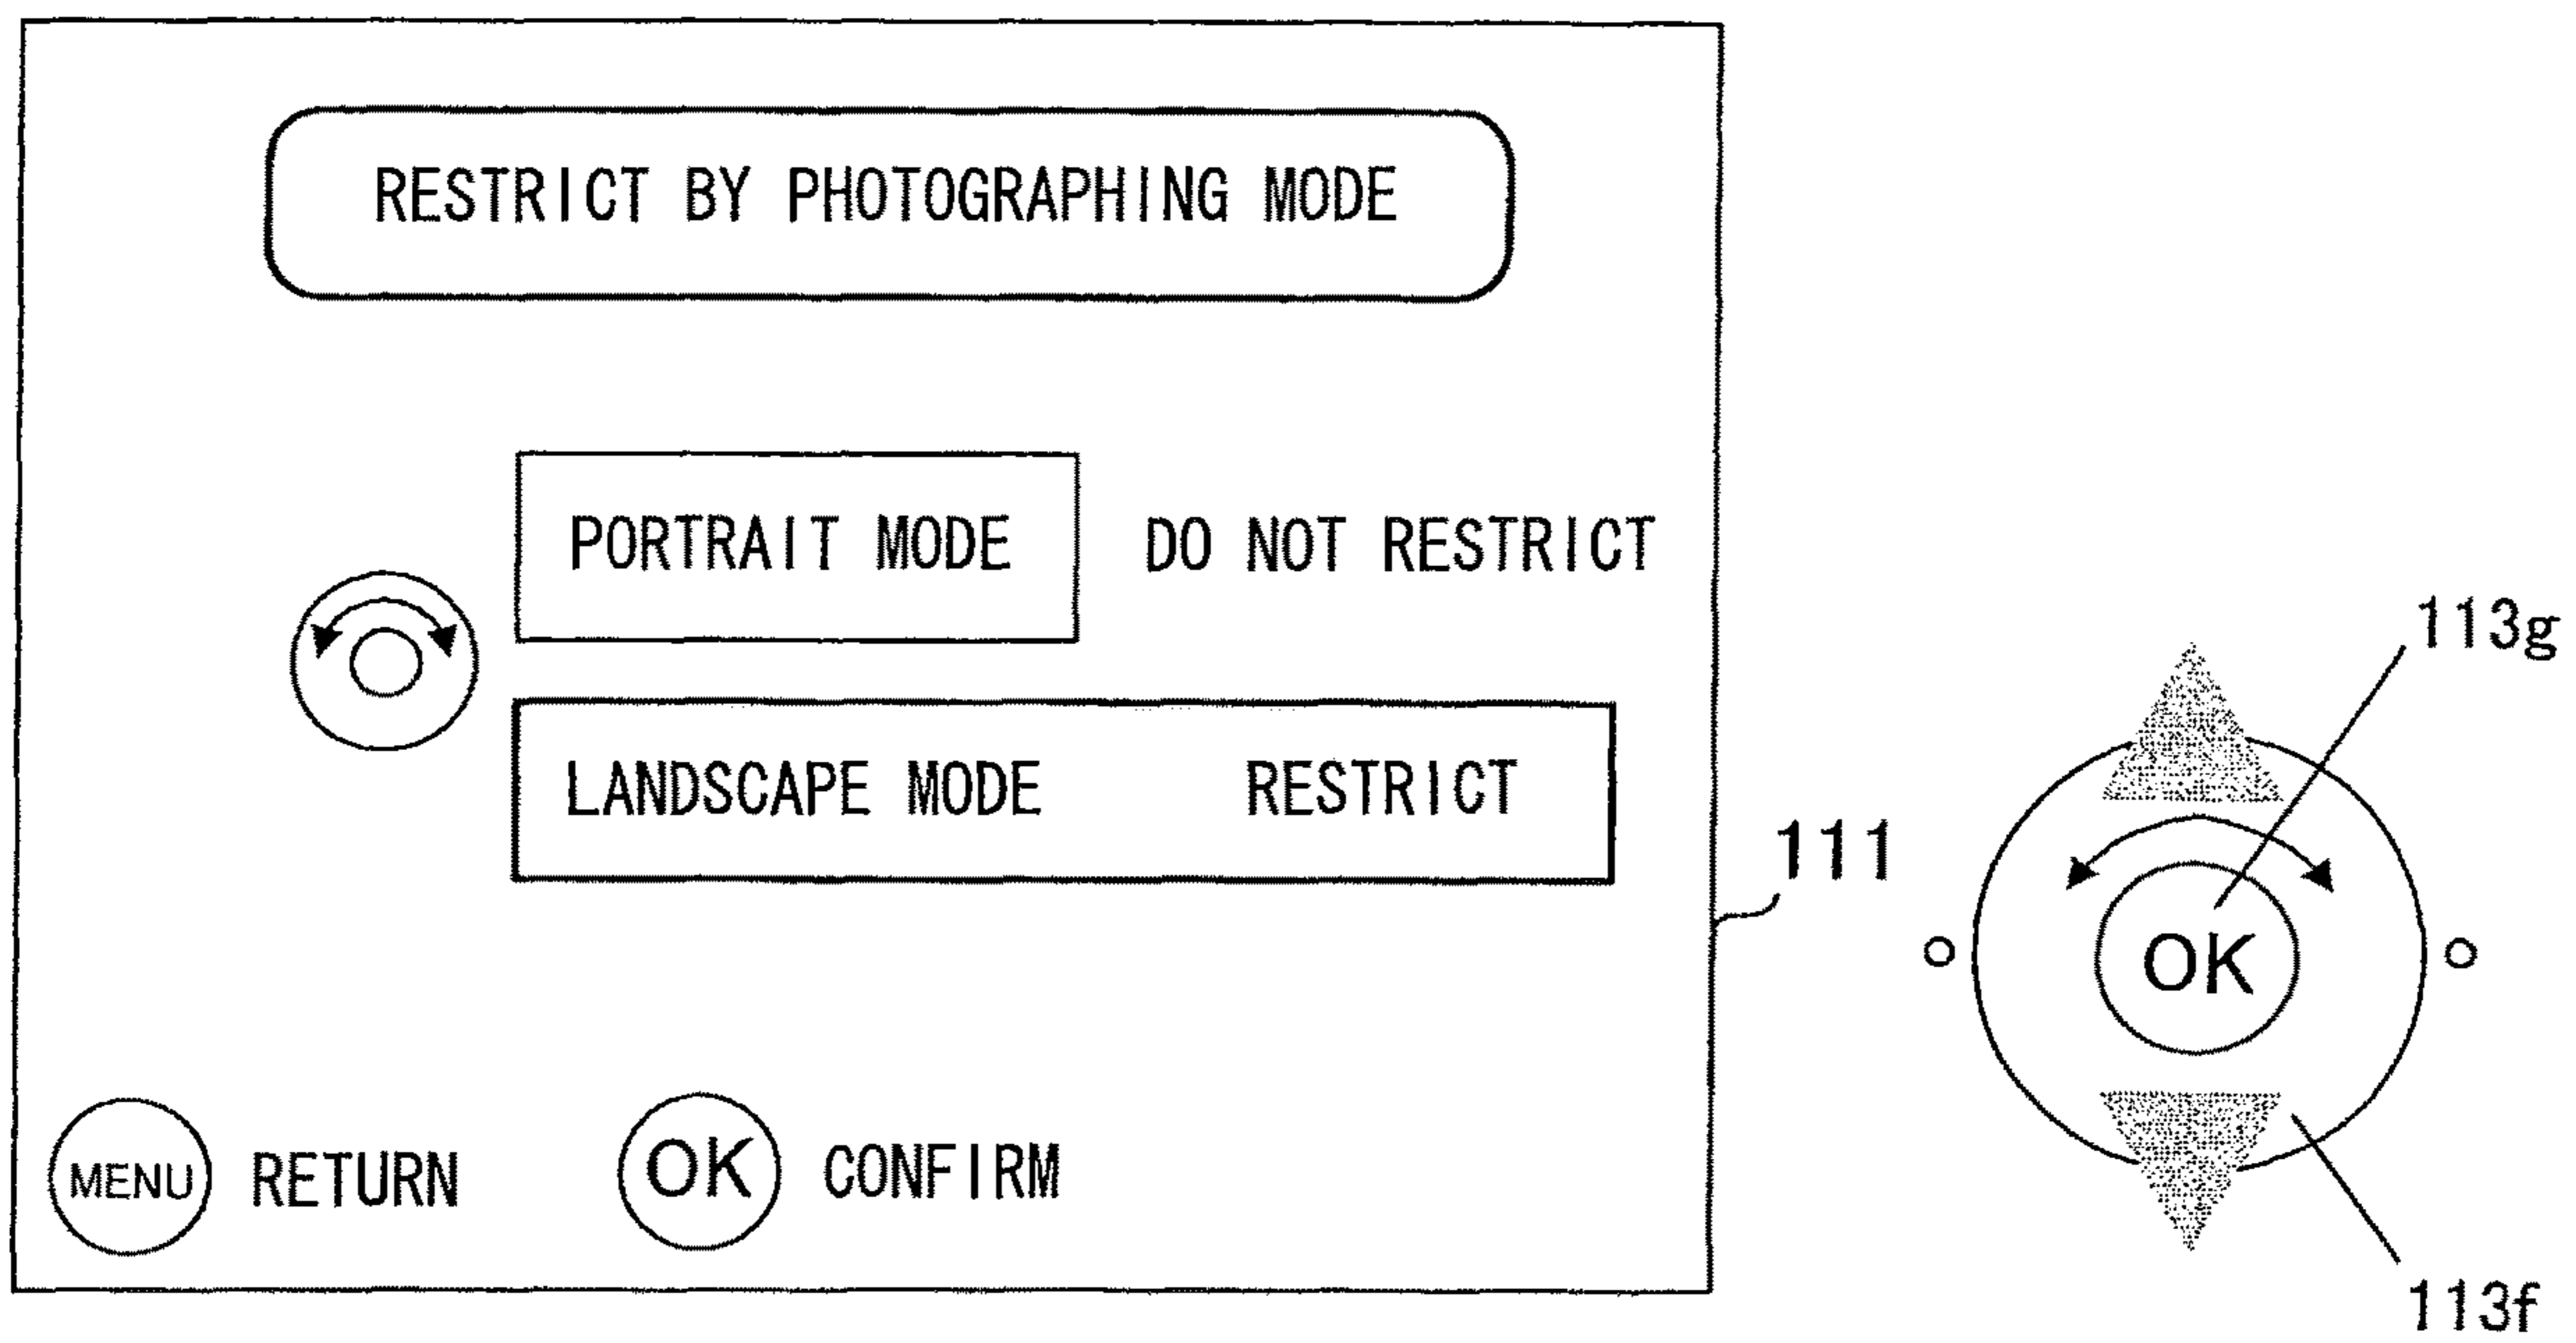 RESTRICT BY PHOTOGRAPHING MODE
PORTRAIT MODE DO NOT RESTRICT
LANDSCAPE MODE RESTRICT
MENU RETURN OK CONFIRM
111
113g
OK
113f